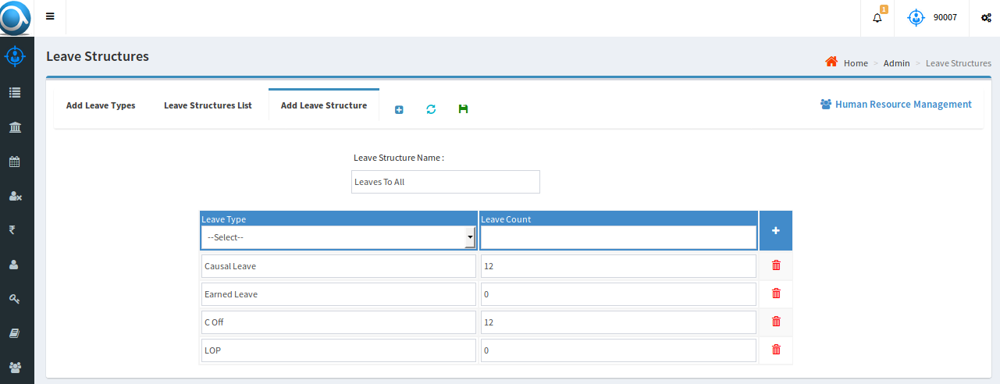 1
90007
Leave Structures
Home > Admin > Leave Structures
Add Leave Types
Leave Structures List
Add Leave Structure
Human Resource Management
Leave Structure Name :
Leaves To All
Leave Type
Leave Count
--Select--
Causal Leave
12
Earned Leave
0
C Off
12
LOP
0